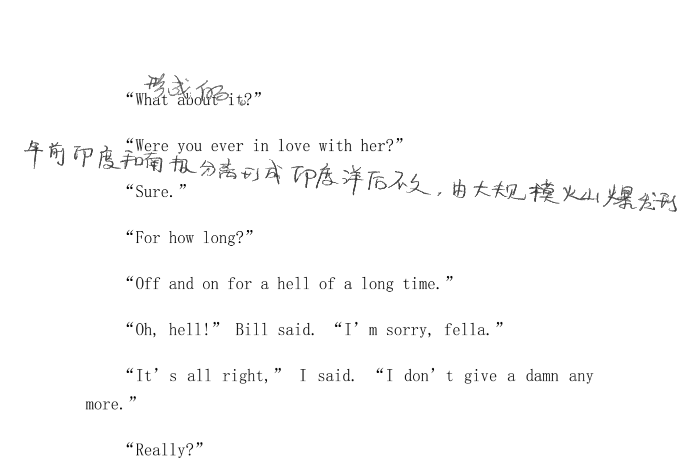 形成的。
“What about it?”
“Were you ever in love with her?”
年前印度和南极分离形成印度洋后不久，由大规模火山爆发形
“Sure.”
“For how long?”
“Off and on for a hell of a long time.”
“Oh, hell!” Bill said. “I’m sorry, fella.”
“It’s all right,” I said. “I don’t give a damn any
more.”
“Really?”